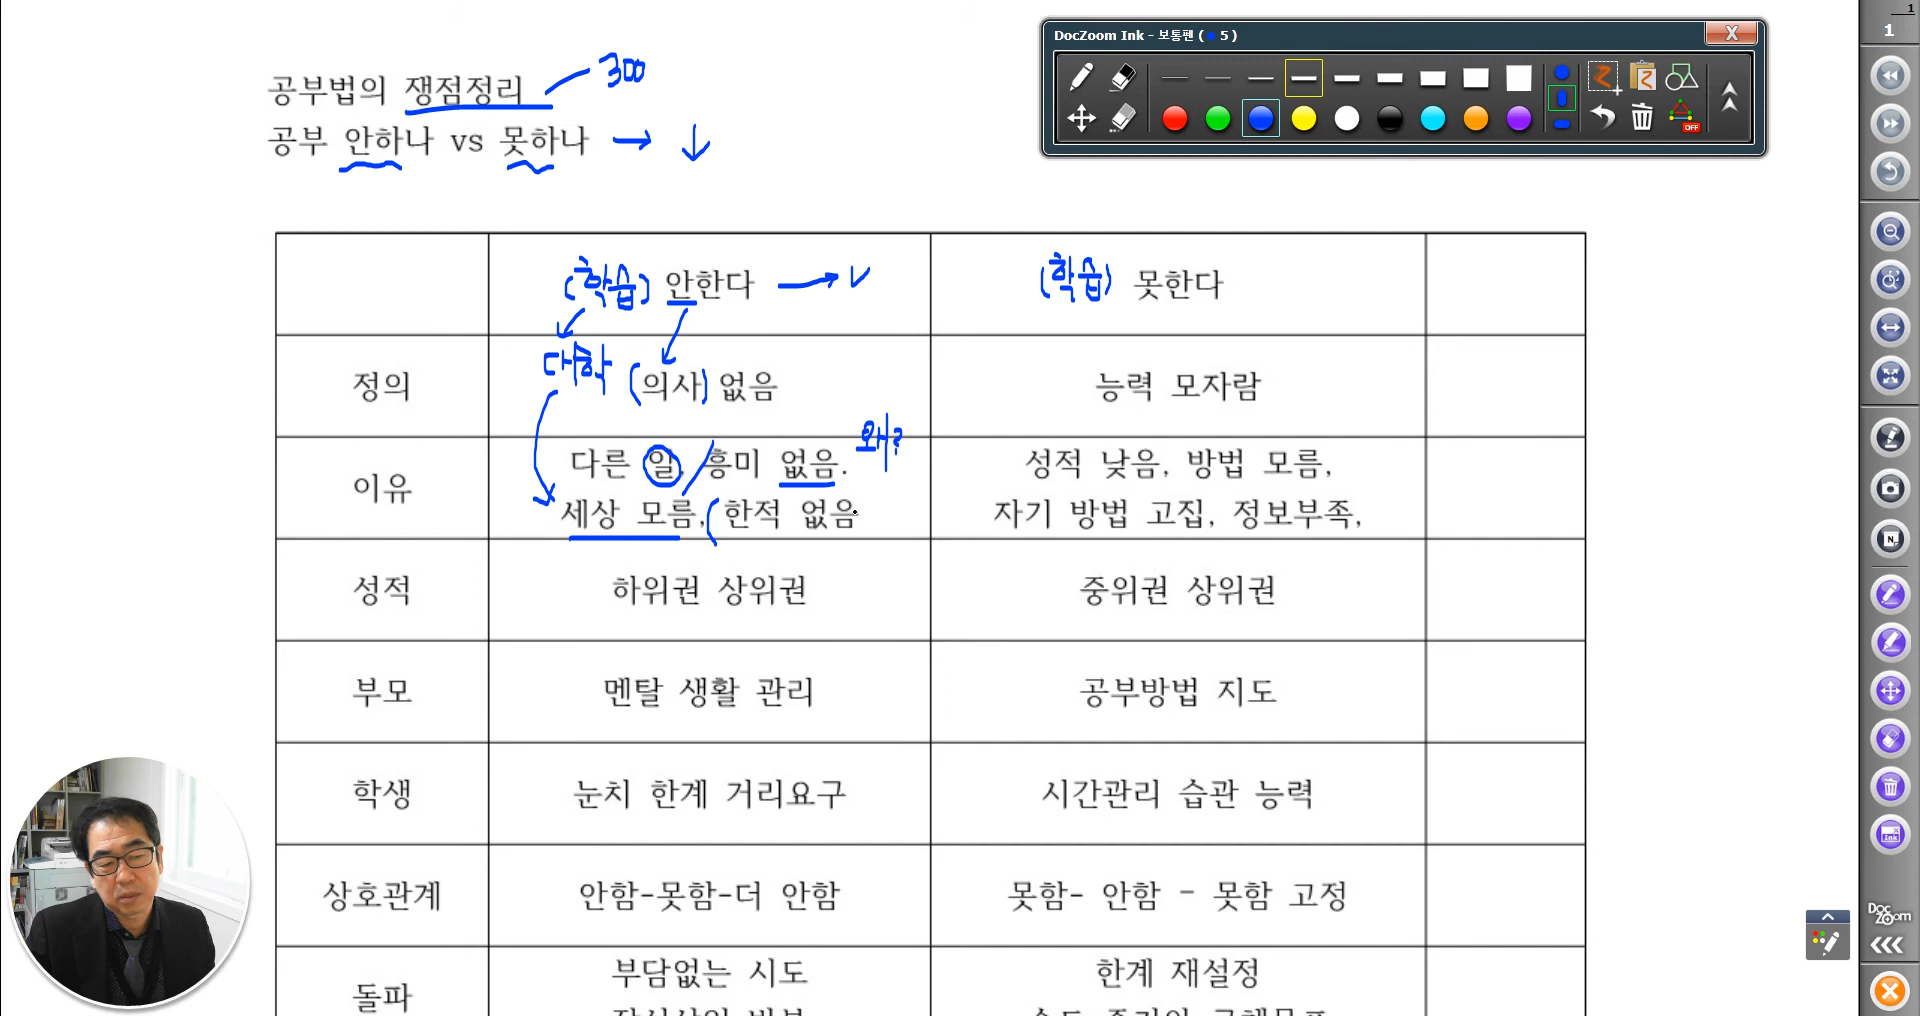 1
1
DocZoom Ink - 보통펜 ( 5 )
X
OFF
공부법의 쟁점정리 300
공부 안하나 vs 못하나
(학습) 안한다
(학습) 못한다
정의
대학 (의사) 없음
능력 모자람
이유
다른 일, 흥미 없음. 왜?
세상 모름, (한적 없음
성적 낮음, 방법 모름,
자기 방법 고집, 정보부족,
성적
하위권 상위권
중위권 상위권
부모
멘탈 생활 관리
공부방법 지도
학생
눈치 한계 거리요구
시간관리 습관 능력
상호관계
안함-못함-더 안함
못함- 안함 - 못함 고정
돌파
부담없는 시도
한계 재설정
N
Ink
Doc
Zoom